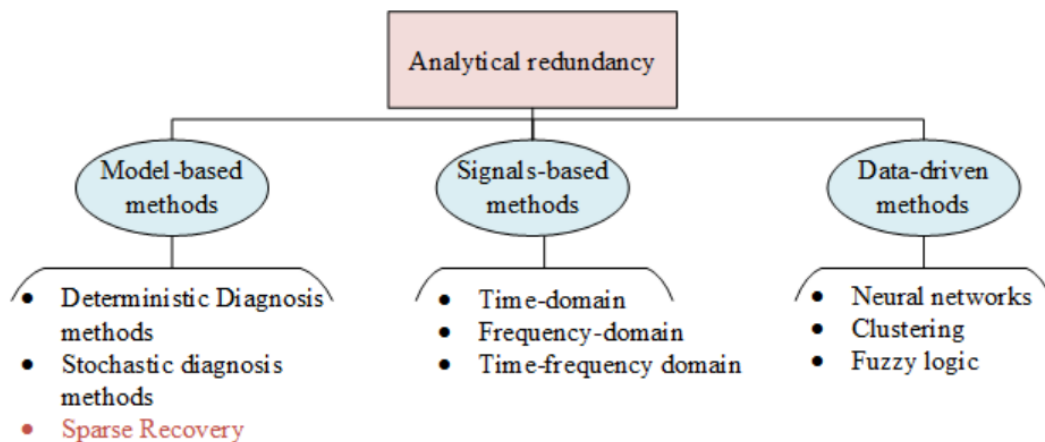 Analytical redundancy
Model-based
methods
Signals-based
methods
Data-driven
methods
• Deterministic Diagnosis
methods
• Stochastic diagnosis
methods
• Sparse Recovery
• Time-domain
• Frequency-domain
• Time-frequency domain
• Neural networks
• Clustering
• Fuzzy logic